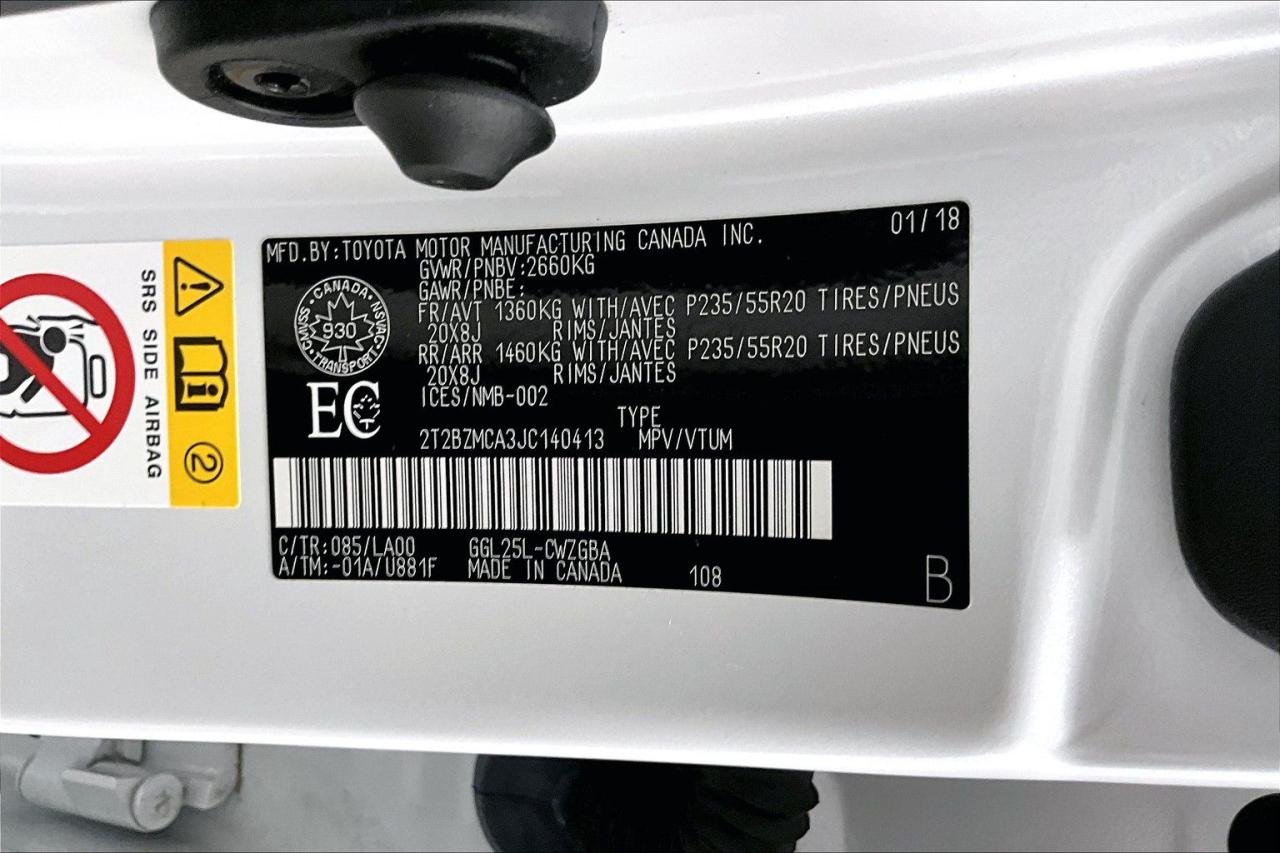 MFD.BY:TOYOTA MOTOR MANUFACTURING CANADA INC. 01/18
GVWR/PNBV:2660KG
GAWR/PNBE:
FR/AVT 1360KG WITH/AVEC P235/55R20 TIRES/PNEUS
20X8J RIMS/JANTES
RR/ARR 1460KG WITH/AVEC P235/55R20 TIRES/PNEUS
20X8J RIMS/JANTES
ICES/NMB-002
TYPE
2T2BZMCA3JC140413 MPV/VTUM
CANADA
CMVSS NSVAC
930
TRANSPORT
EC
C/TR:085/LA00 GGL25L-CWZGBA
A/TM:-01A/U881F MADE IN CANADA 108
B
SRS SIDE AIRBAG
2